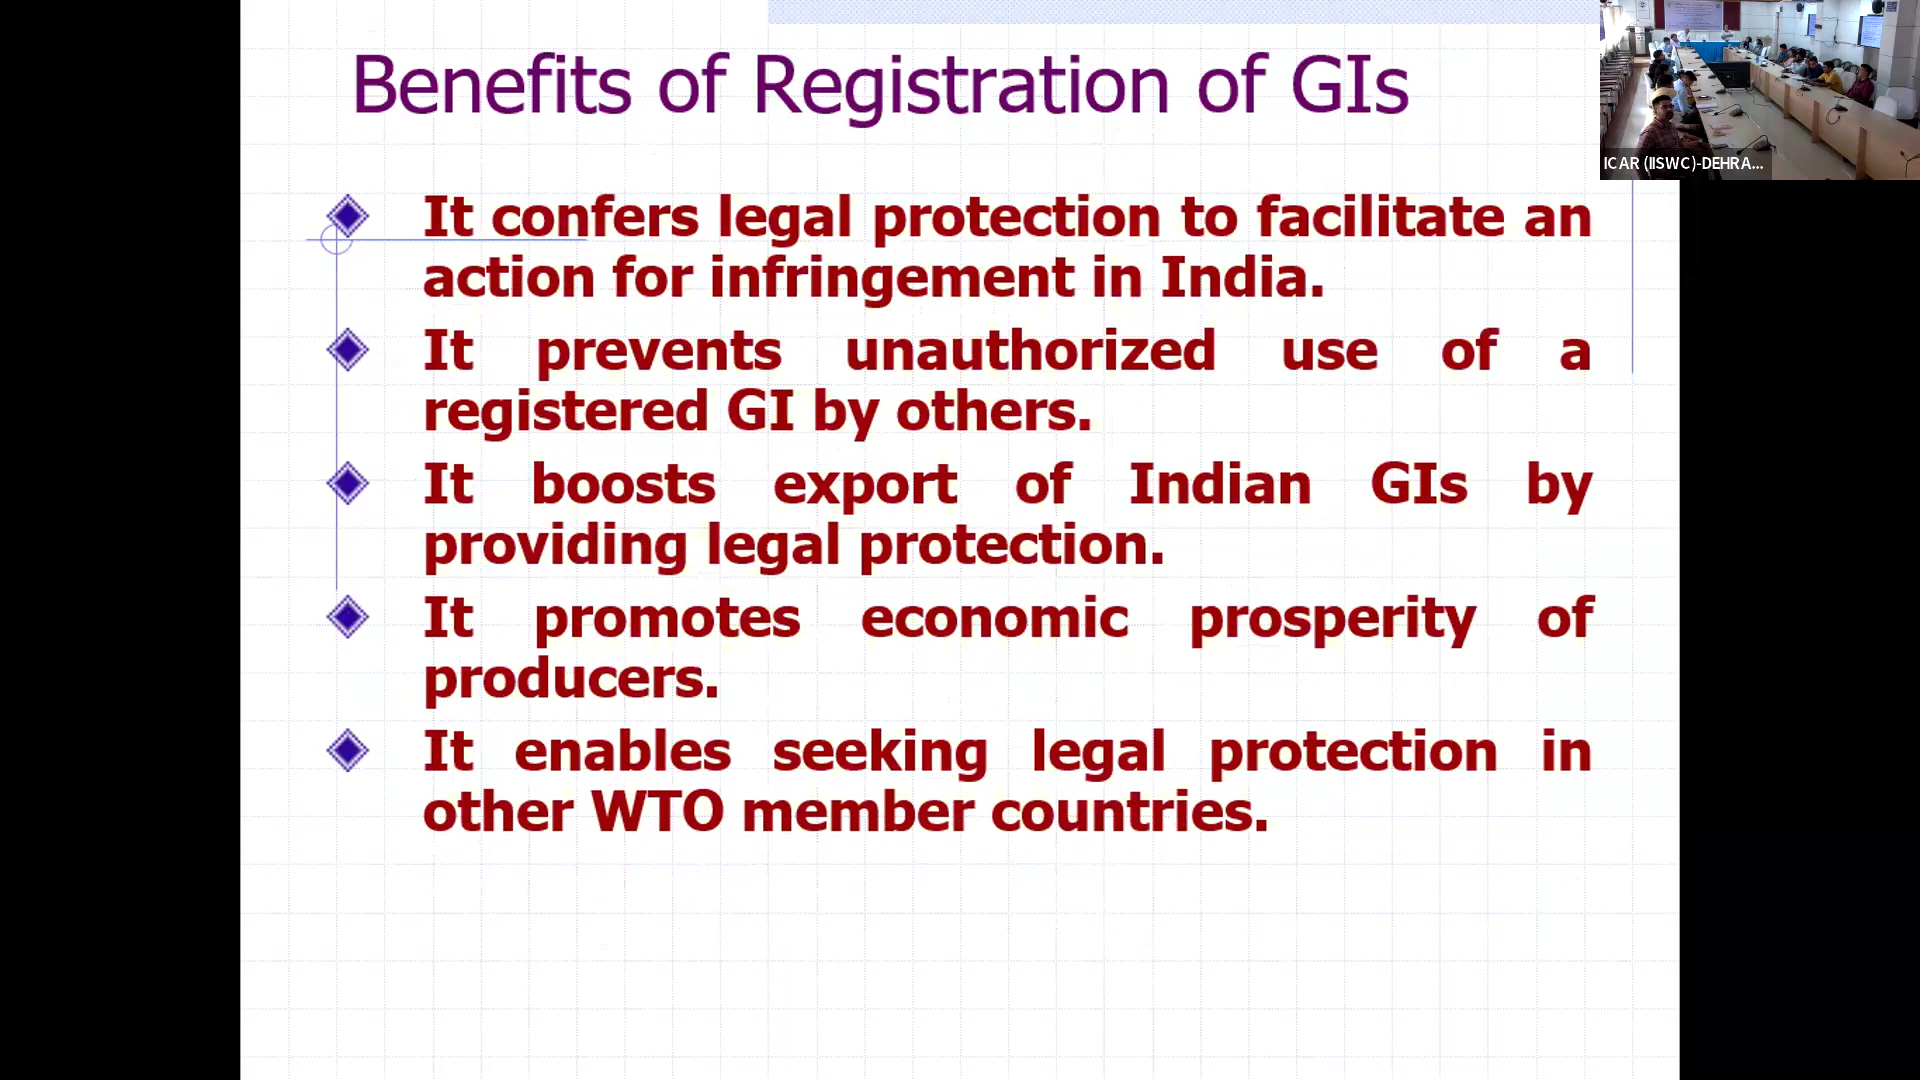 Benefits of Registration of GIs
It confers legal protection to facilitate an
action for infringement in India.
It prevents unauthorized use of a
registered GI by others.
It boosts export of Indian GIs by
providing legal protection.
It promotes economic prosperity of
producers.
It enables seeking legal protection in
other WTO member countries.
ICAR (IISWC)-DEHRA...